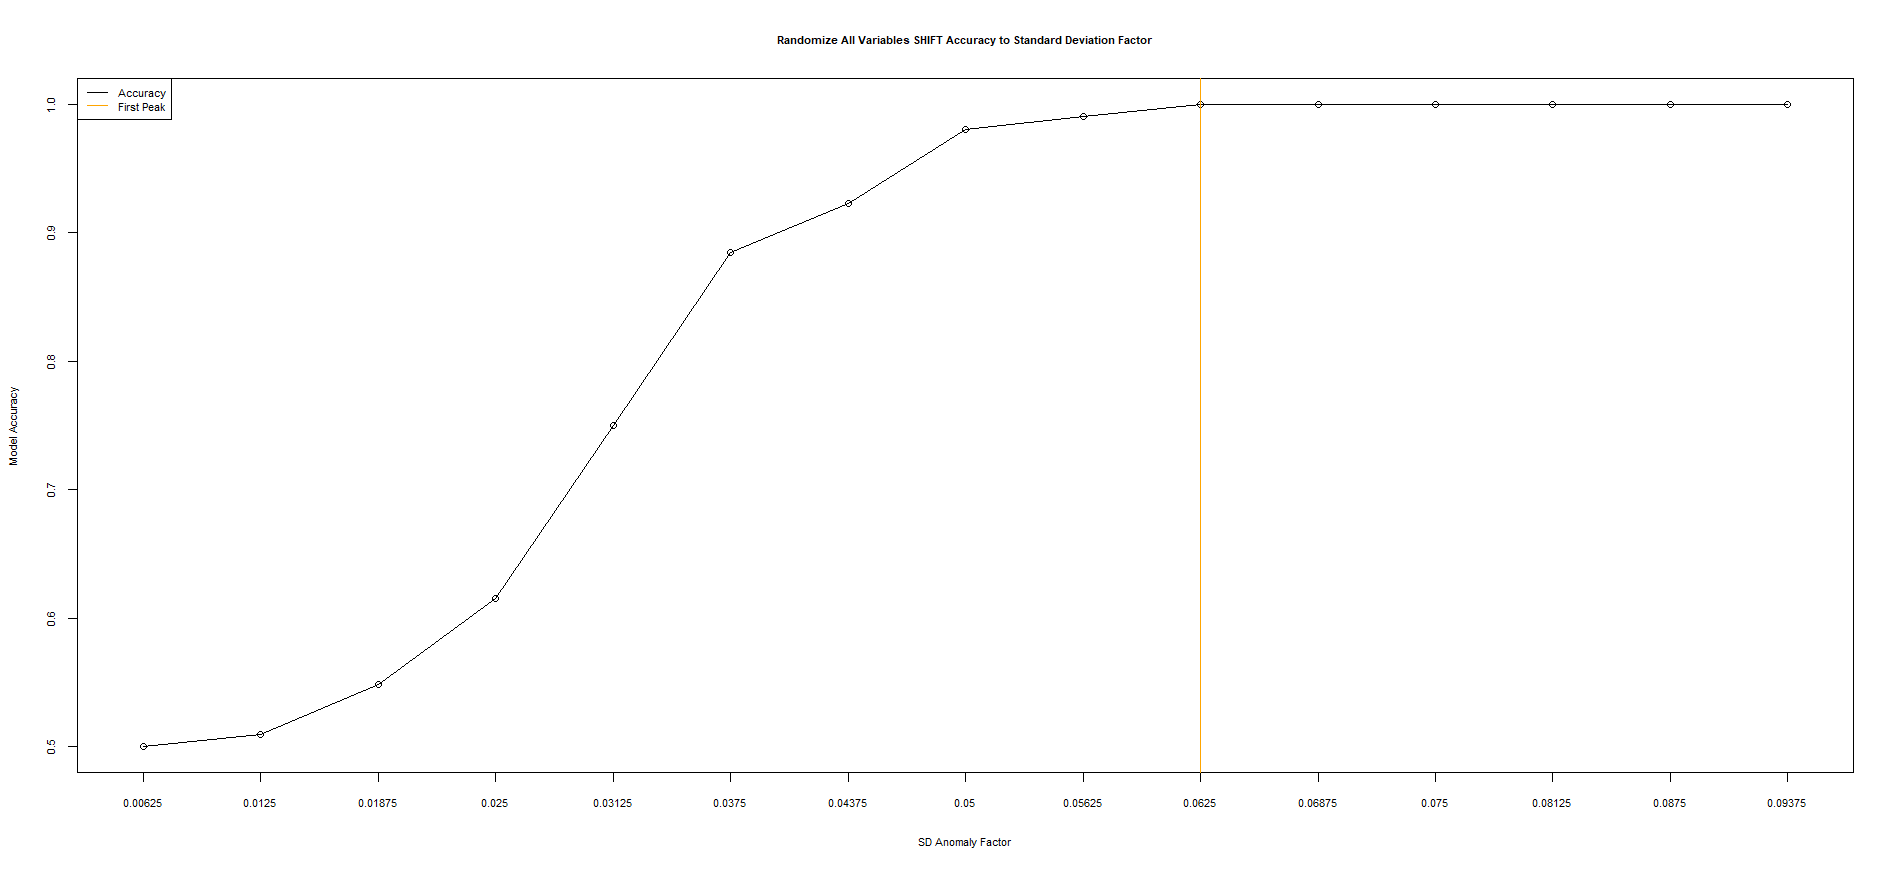 Randomize All Variables SHIFT Accuracy to Standard Deviation Factor
Accuracy
First Peak
1.0
0.9
0.8
0.7
0.6
0.5
Model Accuracy
0.00625 0.0125 0.01875 0.025 0.03125 0.0375 0.04375 0.05 0.05625 0.0625 0.06875 0.075 0.08125 0.0875 0.09375
SD Anomaly Factor